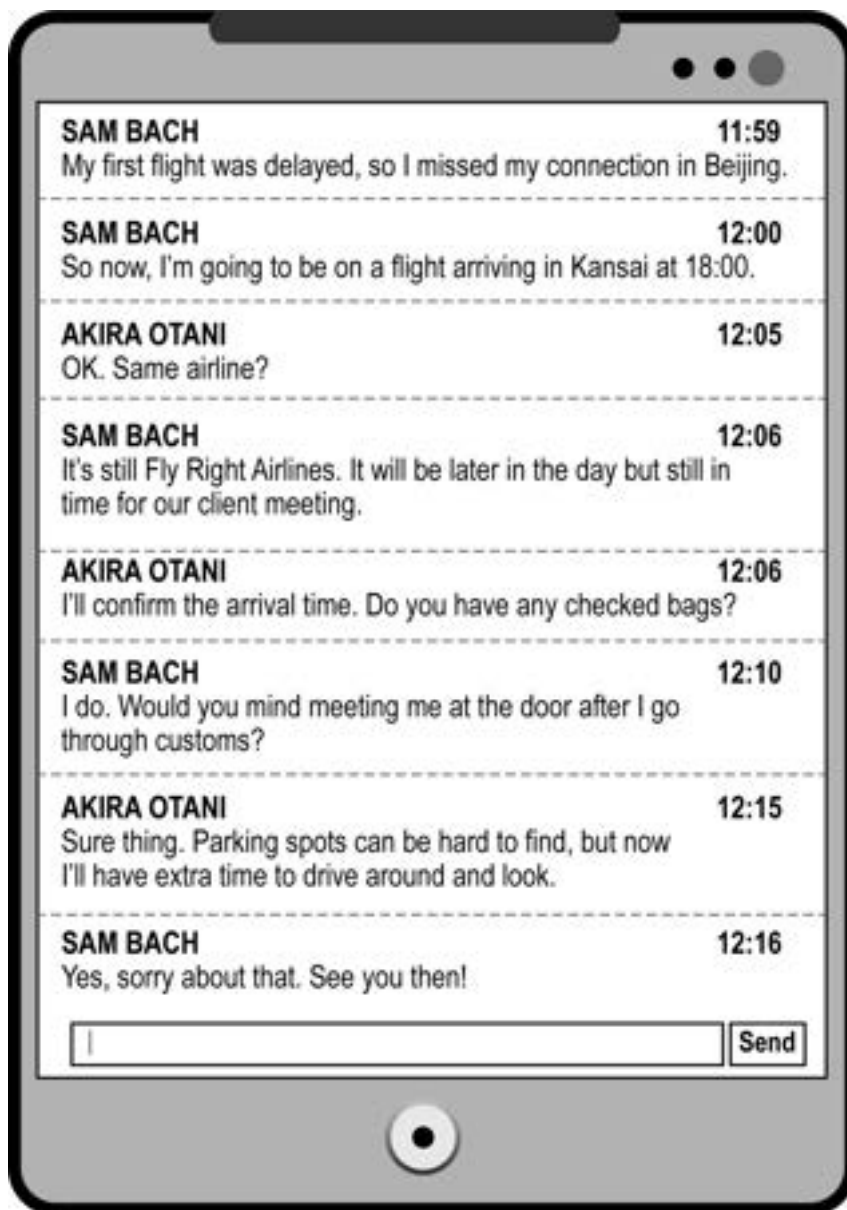 SAM BACH 11:59
My first flight was delayed, so I missed my connection in Beijing.
SAM BACH 12:00
So now, I'm going to be on a flight arriving in Kansai at 18:00.
AKIRA OTANI 12:05
OK. Same airline?
SAM BACH 12:06
It's still Fly Right Airlines. It will be later in the day but still in
time for our client meeting.
AKIRA OTANI 12:06
I'll confirm the arrival time. Do you have any checked bags?
SAM BACH 12:10
I do. Would you mind meeting me at the door after I go
through customs?
AKIRA OTANI 12:15
Sure thing. Parking spots can be hard to find, but now
I'll have extra time to drive around and look.
SAM BACH 12:16
Yes, sorry about that. See you then!
Send